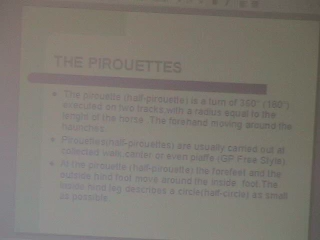 THE PIROUETTES
The pirouette (half-pirouette) is a turn of 360° (180°)
executed on two tracks, with a radius equal to the
length of the horse. The forehand moving around the
haunches.
Pirouettes(half-pirouettes) are usually carried out at
collected walk, canter or even piaffe (GP Free Style).
At the pirouette (half-pirouette) the forefeet and the
outside hind foot move around the inside foot. The
inside hind leg describes a circle(half-circle) as small
as possible.